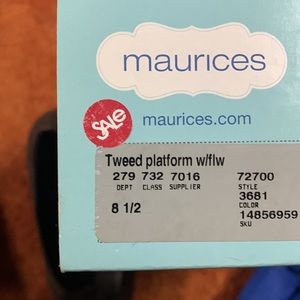 maurices
SALE
maurices.com
Tweed platform w/flw
279 732 7016 72700
DEPT CLASS SUPPLIER STYLE
3681
COLOR
8 1/2 14856959
SKU